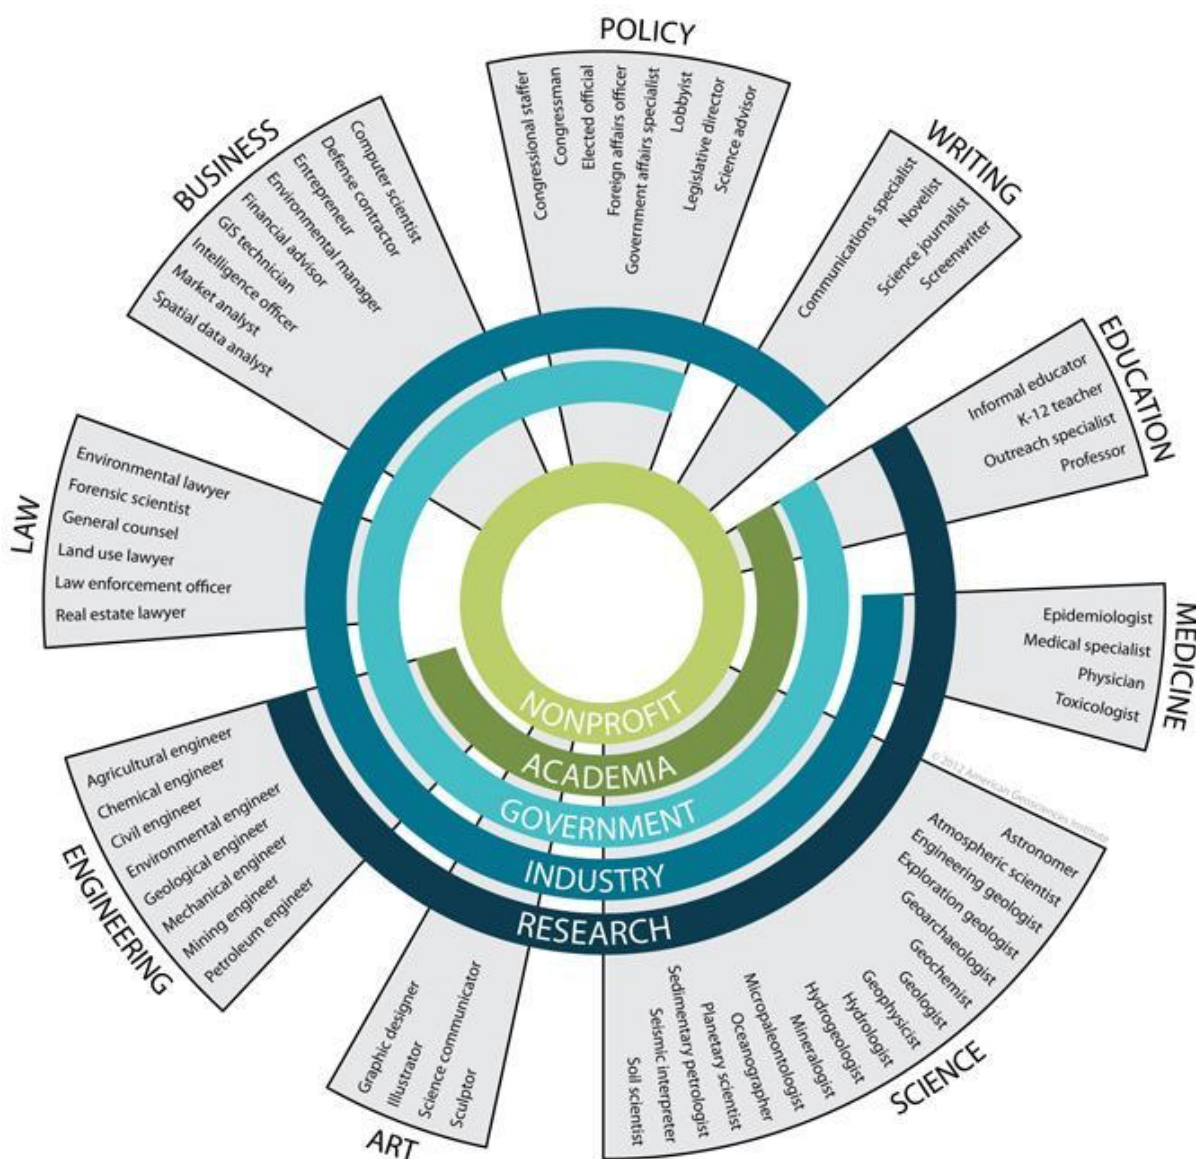 POLICY
Congressional staffer
Congressman
Elected official
Foreign affairs officer
Government affairs specialist
Lobbyist
Legislative director
Science advisor
WRITING
Communications specialist
Novelist
Science journalist
Screenwriter
EDUCATION
Informal educator
K-12 teacher
Outreach specialist
Professor
MEDICINE
Epidemiologist
Medical specialist
Physician
Toxicologist
© 2012 American Geosciences Institute
SCIENCE
Astronomer
Atmospheric scientist
Engineering geologist
Exploration geologist
Geoarchaeologist
Geochemist
Geologist
Geophysicist
Hydrologist
Hydrogeologist
Mineralogist
Micropaleontologist
Oceanographer
Planetary scientist
Sedimentary petrologist
Seismic interpreter
Soil scientist
ART
Graphic designer
Illustrator
Science communicator
Sculptor
ENGINEERING
Agricultural engineer
Chemical engineer
Civil engineer
Environmental engineer
Geological engineer
Mechanical engineer
Mining engineer
Petroleum engineer
LAW
Environmental lawyer
Forensic scientist
General counsel
Land use lawyer
Law enforcement officer
Real estate lawyer
BUSINESS
Computer scientist
Defense contractor
Entrepreneur
Environmental manager
Financial advisor
GIS technician
Intelligence officer
Market analyst
Spatial data analyst
NONPROFIT
ACADEMIA
GOVERNMENT
INDUSTRY
RESEARCH